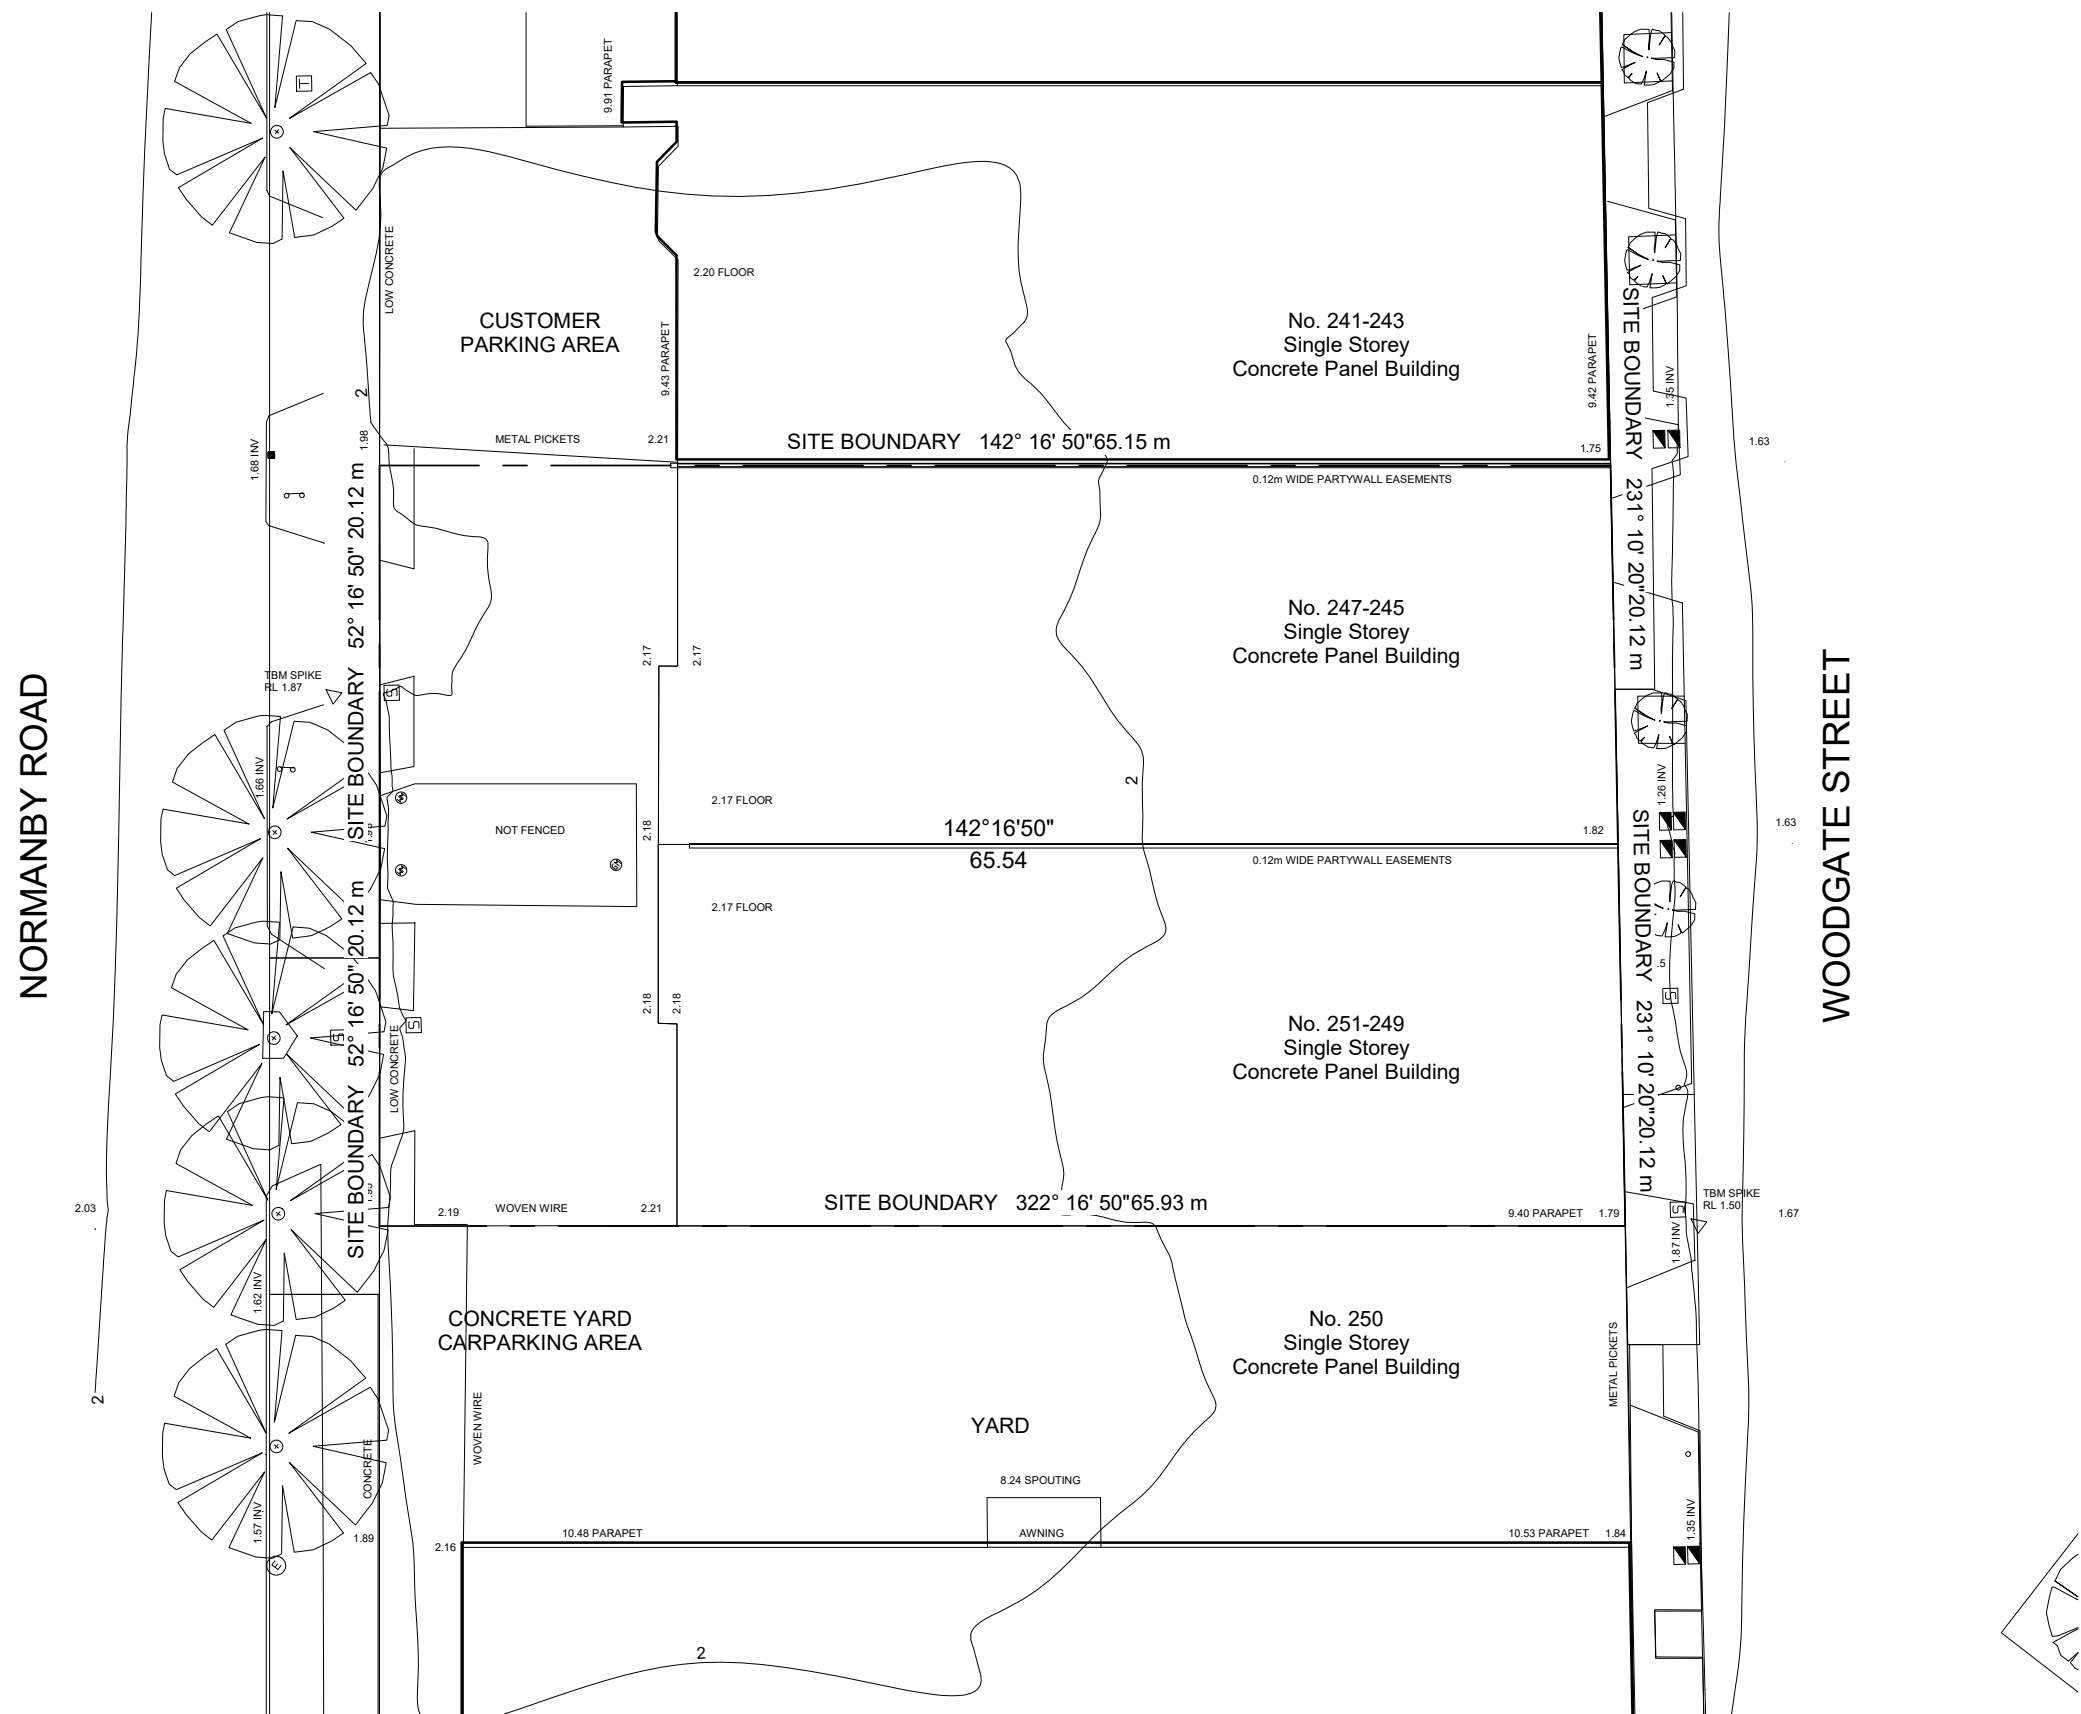 T
9.91 PARAPET
LOW CONCRETE
2.20 FLOOR
CUSTOMER
PARKING AREA
9.43 PARAPET
No. 241-243
Single Storey
Concrete Panel Building
9.42 PARAPET
1.35 INV
2
1.98
METAL PICKETS
2.21
SITE BOUNDARY 142° 16' 50"65.15 m
1.75
1.63
1.68 INV
0.12m WIDE PARTYWALL EASEMENTS
SITE BOUNDARY 231° 10' 20"20.12 m
SITE BOUNDARY 52° 16' 50" 20.12 m
No. 247-245
Single Storey
Concrete Panel Building
2.17
2.17
TBM SPIKE
RL 1.87
S
NORMANBY ROAD
WOODGATE STREET
1.66 INV
2
1.26 INV
2.17 FLOOR
NOT FENCED
2.18
142°16'50"
65.54
1.82
1.63
0.12m WIDE PARTYWALL EASEMENTS
2.17 FLOOR
SITE BOUNDARY 231° 10' 20"20.12 m
.5
S
2.18
2.18
SITE BOUNDARY 52° 16' 50" 20.12 m
S
S
LOW CONCRETE
No. 251-249
Single Storey
Concrete Panel Building
2.03
2.19
WOVEN WIRE
2.21
SITE BOUNDARY 322° 16' 50"65.93 m
9.40 PARAPET
1.79
S
TBM SPIKE
RL 1.50
1.67
1.87 INV
1.62 INV
CONCRETE YARD
CARPARKING AREA
No. 250
Single Storey
Concrete Panel Building
METAL PICKETS
2
WOVEN WIRE
YARD
CONCRETE
8.24 SPOUTING
1.57 INV
1.89
2.16
10.48 PARAPET
AWNING
10.53 PARAPET
1.84
1.35 INV
E
2